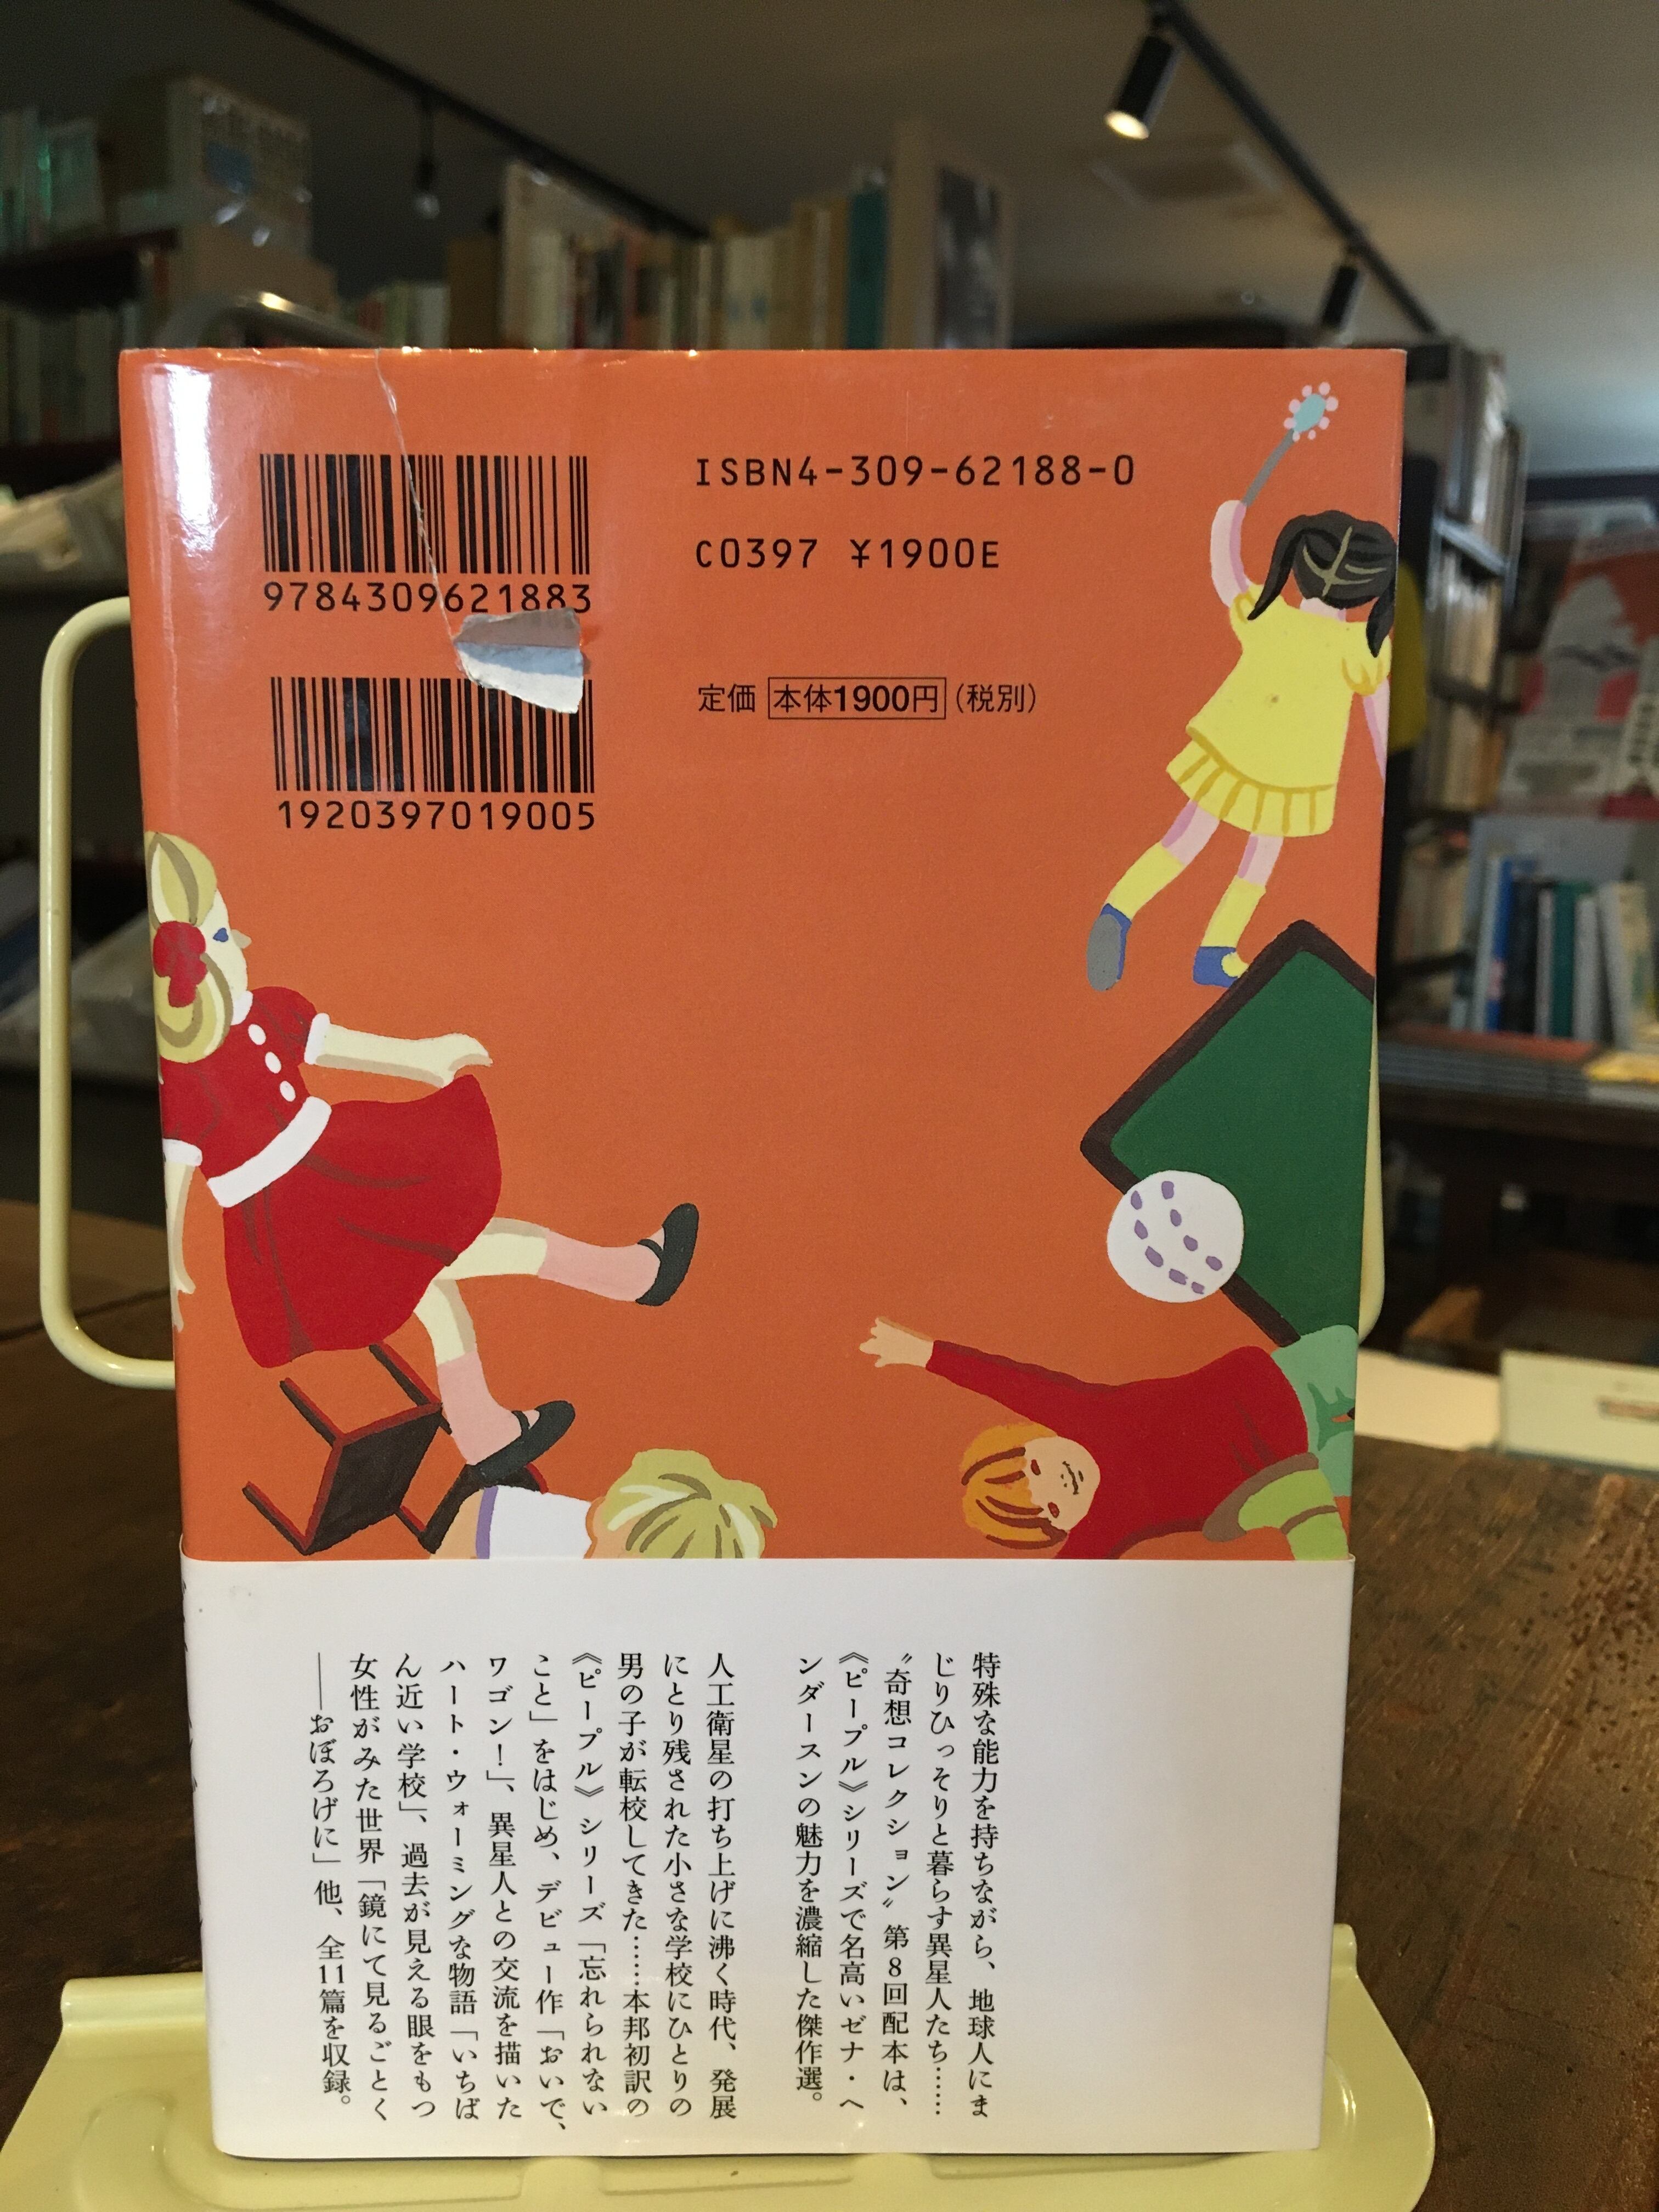 9784309621883
1920397019005
ISBN4-309-62188-0
C0397 ¥1900E
定価 本体1900円（税別）
特殊な能力を持ちながら、地球人にま
じりひっそりと暮らす異星人たち……
〝奇想コレクション〟第8回配本は、
《ピープル》シリーズで名高いゼナ・ヘ
ンダースンの魅力を濃縮した傑作選。
人工衛星の打ち上げに沸く時代、発展
にとり残された小さな学校にひとりの
男の子が転校してきた……本邦初訳の
《ピープル》シリーズ「忘れられない
こと」をはじめ、デビュー作「おいで、
ワゴン！」、異星人との交流を描いた
ハート・ウォーミングな物語「いちば
ん近い学校」、過去が見える眼をもつ
女性がみた世界「鏡にて見るごとく
――おぼろげに」他、全11篇を収録。